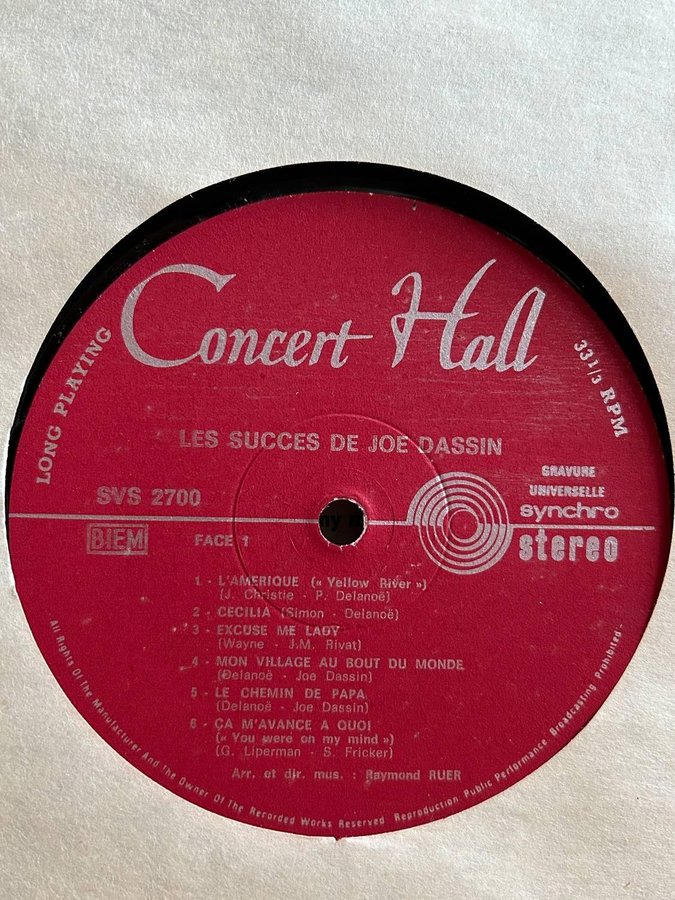 Concert Hall
LONG PLAYING
33 1/3 RPM
LES SUCCES DE JOE DASSIN
SVS 2700
GRAVURE
UNIVERSELLE
synchro
stereo
BIEM
FACE 1
1 - L'AMERIQUE (« Yellow River »)
(J. Christie - P. Delanoë)
2 - CECILIA (Simon - Delanoë)
3 - EXCUSE ME LADY
(Wayne - J.M. Rivat)
4 - MON VILLAGE AU BOUT DU MONDE
(Delanoë - Joe Dassin)
5 - LE CHEMIN DE PAPA
(Delanoë - Joe Dassin)
6 - ÇA M'AVANCE A QUOI
(« You were on my mind »)
(G. Liperman - S. Fricker)
Arr. et dir. mus. : Raymond RUER
All Rights Of The Manufacturer And The Owner Of The Recorded Works Reserved Reproduction Public Performance Broadcasting Prohibited